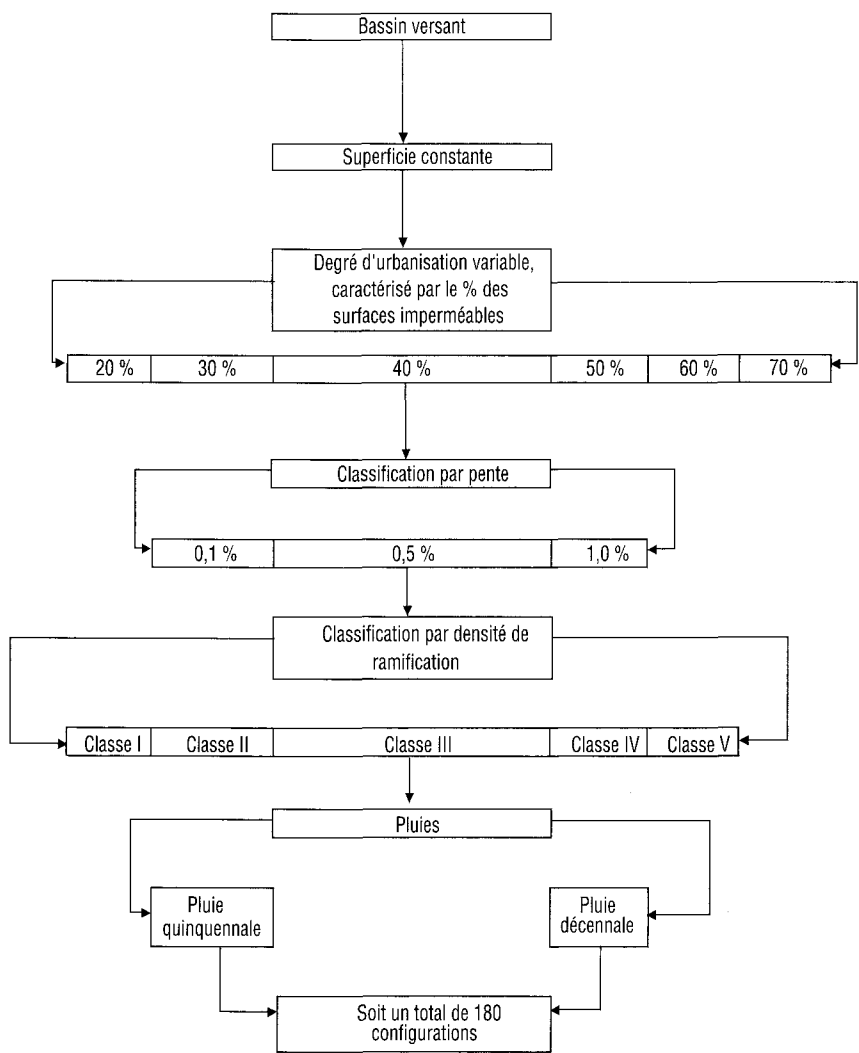 Bassin versant
Superficie constante
Degré d'urbanisation variable,
caractérisé par le % des
surfaces imperméables
20 % 30 % 40 % 50 % 60 % 70 %
Classification par pente
0,1 % 0,5 % 1,0 %
Classification par densité de
ramification
Classe I Classe II Classe III Classe IV Classe V
Pluies
Pluie
quinquennale
Pluie
décennale
Soit un total de 180
configurations